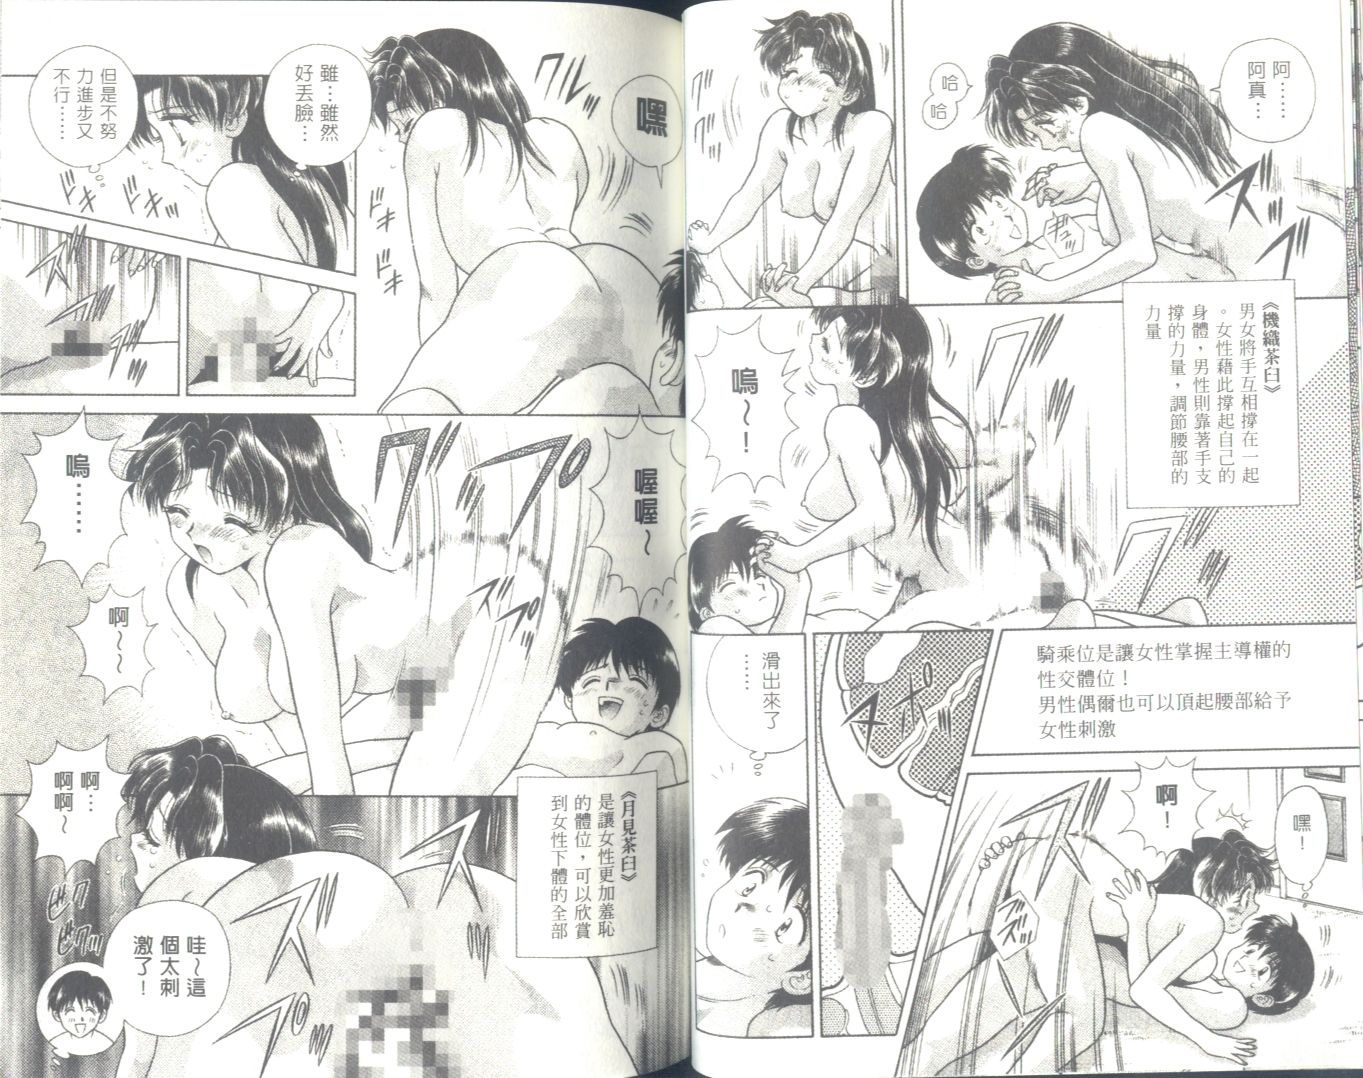 阿……
阿真…
哈
哈
《機織茶臼》
男女將手互相撐在一起
。女性藉此撐起自己的
身體，男性則靠著手支
撐的力量，調節腰部的
力量
嗚～！
騎乘位是讓女性掌握主導權的
性交體位！
男性偶爾也可以頂起腰部給予
女性刺激
滑出來了
……
嘿！
啊！
嘿
雖…雖然
好丟臉…
但是不努
力進步又
不行……
ドキ
ドキ
喔喔～
嗚……
啊～～
《月見茶臼》
是讓女性更加羞恥
的體位，可以欣賞
到女性下體的全部
啊…
啊啊～
哇～這
個太刺
激了！